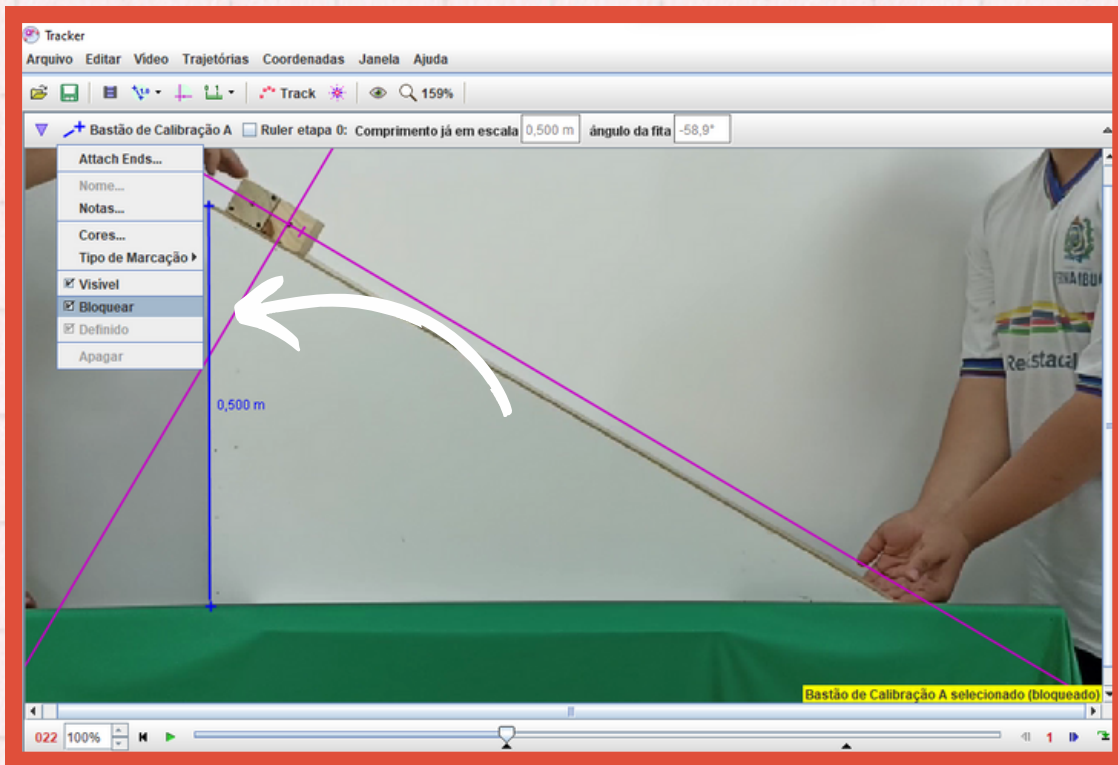 Tracker
Arquivo Editar Video Trajetórias Coordenadas Janela Ajuda
Track 159%
Bastão de Calibração A Ruler etapa 0: Comprimento já em escala 0,500 m ángulo da fita -58,9°
Attach Ends...
Nome...
Notas...
Cores...
Tipo de Marcação
Visível
Bloquear
Definido
Apagar
0,500 m
Bastão de Calibração A selecionado (bloqueado)
022 100% 1